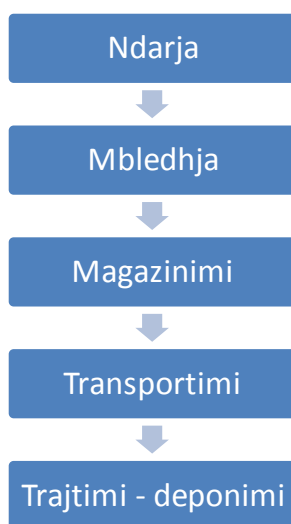 Ndarja
Mbledhja
Magazinimi
Transportimi
Trajtimi - deponimi